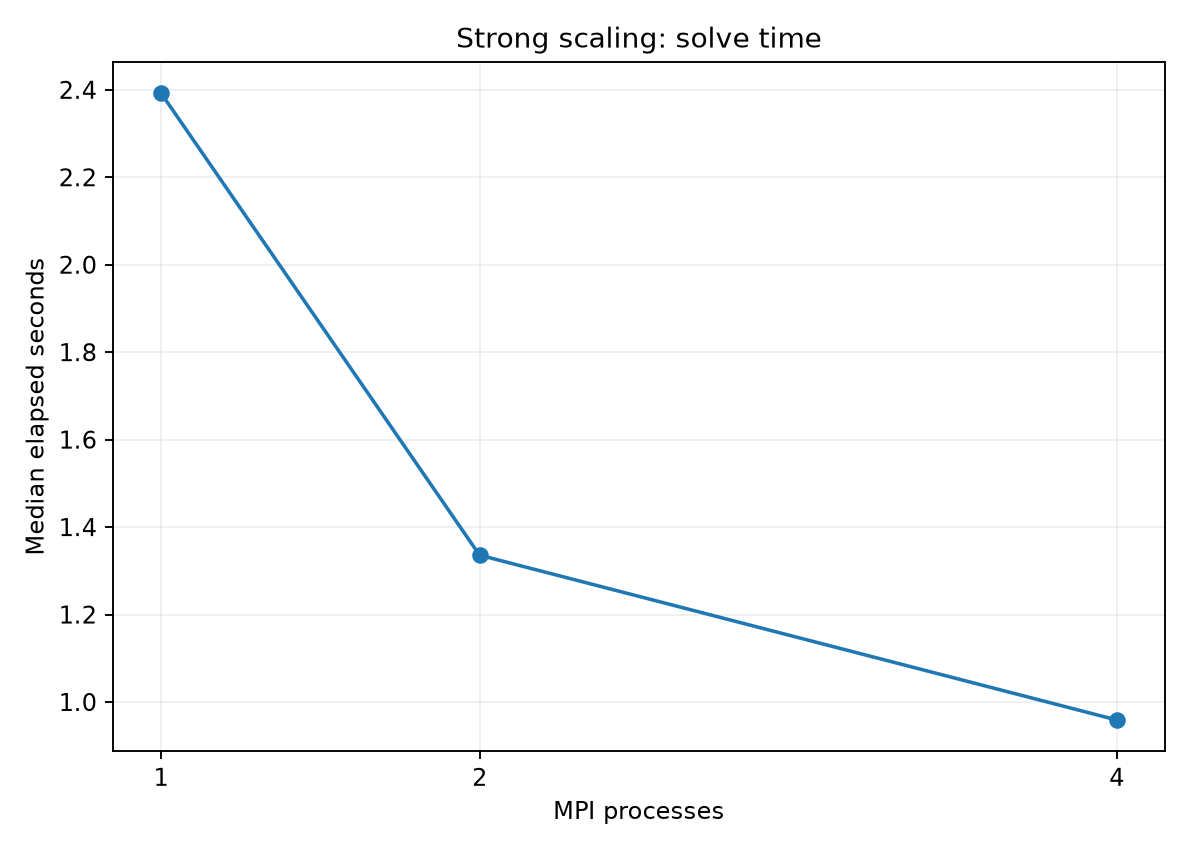 Strong scaling: solve time
Median elapsed seconds
2.4
2.2
2.0
1.8
1.6
1.4
1.2
1.0
1 2 4
MPI processes